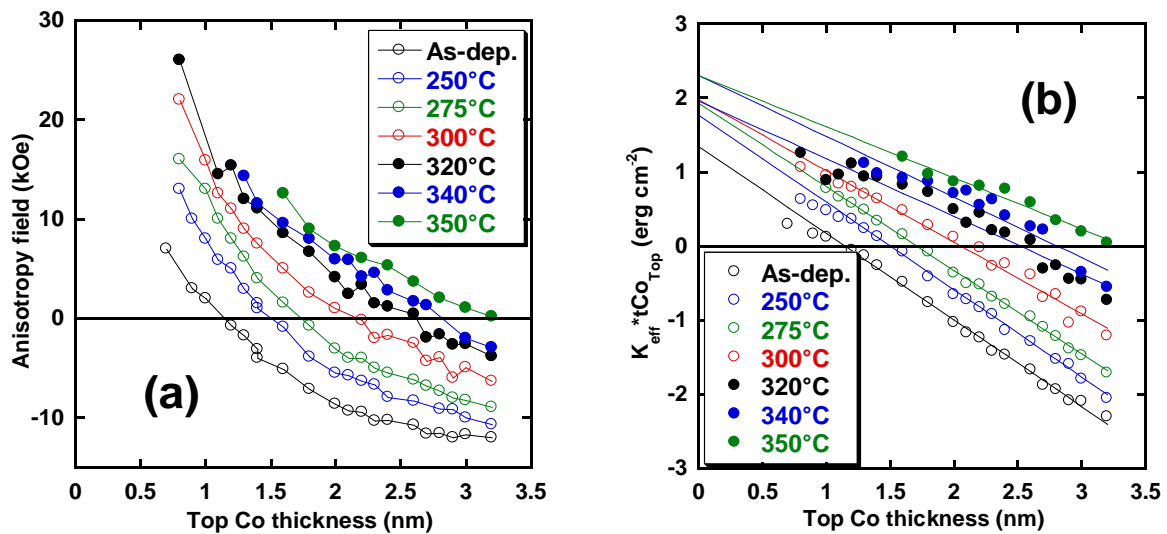 (a)
Anisotropy field (kOe)
30
20
10
0
-10
0
0.5
1
1.5
2
2.5
3
3.5
Top Co thickness (nm)
As-dep.
250°C
275°C
300°C
320°C
340°C
350°C
(b)
K_eff*tCo_Top (erg cm⁻²)
3
2
1
0
-1
-2
-3
0
0.5
1
1.5
2
2.5
3
3.5
Top Co thickness (nm)
As-dep.
250°C
275°C
300°C
320°C
340°C
350°C